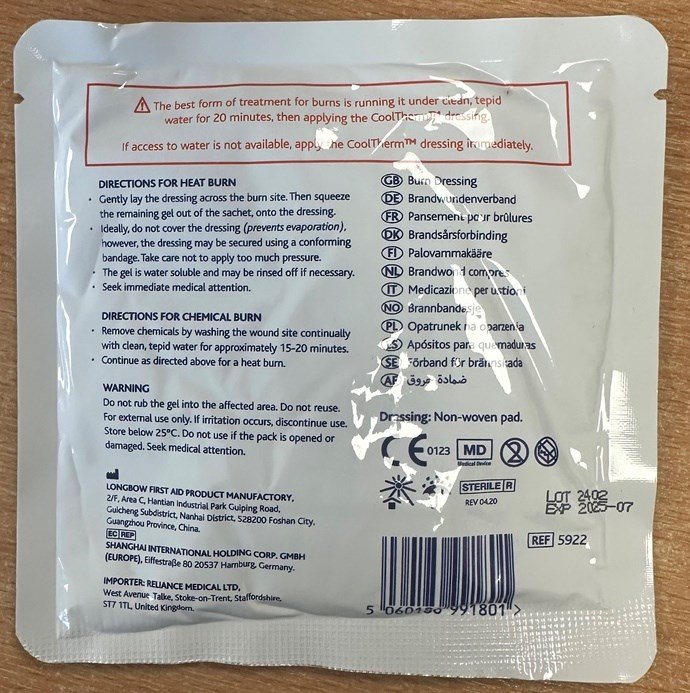 The best form of treatment for burns is running it under clean, tepid
water for 20 minutes, then applying the CoolTherm™ dressing.
If access to water is not available, apply the CoolTherm™ dressing immediately.
DIRECTIONS FOR HEAT BURN
• Gently lay the dressing across the burn site. Then squeeze
the remaining gel out of the sachet, onto the dressing.
• Ideally, do not cover the dressing (prevents evaporation),
however, the dressing may be secured using a conforming
bandage. Take care not to apply too much pressure.
• The gel is water soluble and may be rinsed off if necessary.
• Seek immediate medical attention.
DIRECTIONS FOR CHEMICAL BURN
• Remove chemicals by washing the wound site continually
with clean, tepid water for approximately 15-20 minutes.
• Continue as directed above for a heat burn.
WARNING
Do not rub the gel into the affected area. Do not reuse.
For external use only. If irritation occurs, discontinue use.
Store below 25°C. Do not use if the pack is opened or
damaged. Seek medical attention.
LONGBOW FIRST AID PRODUCT MANUFACTORY,
2/F, Area C, Hantian Industrial Park Guiping Road,
Guicheng Subdistrict, Nanhai District, 528200 Foshan City,
Guangzhou Province, China.
EC REP
SHANGHAI INTERNATIONAL HOLDING CORP. GMBH
(EUROPE), Eiffestraße 80 20537 Hamburg, Germany.
IMPORTER: RELIANCE MEDICAL LTD,
West Avenue, Talke, Stoke-on-Trent, Staffordshire,
ST7 1TL, United Kingdom.
GB Burn Dressing
DE Brandwundenverband
FR Pansement pour brûlures
DK Brandsårsforbinding
FI Palovammakääre
NL Brandwond compres
IT Medicazione per ustioni
NO Brannbandasje
PL Opatrunek na oparzenia
ES Apósitos para quemaduras
SE Förband för brännskada
AE ضمادة حروق
Dressing: Non-woven pad.
CE 0123 MD
Medical Device
2
STERILE R
REV 04.20
LOT 2402
EXP 2025-07
REF 5922
991801 >